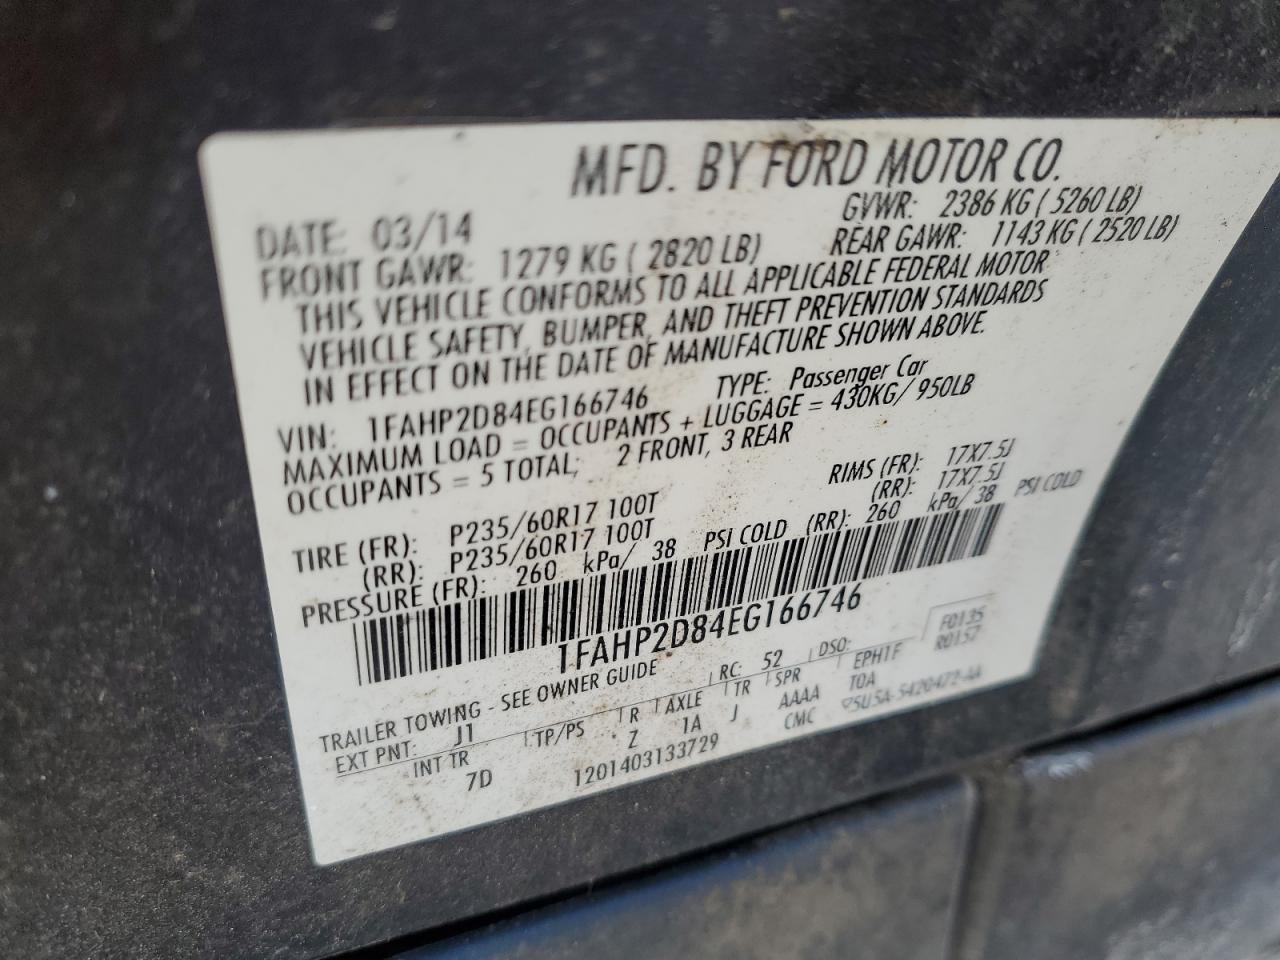 MFD. BY FORD MOTOR CO.
DATE: 03/14 GVWR: 2386 KG ( 5260 LB)
FRONT GAWR: 1279 KG ( 2820 LB) REAR GAWR: 1143 KG ( 2520 LB)
THIS VEHICLE CONFORMS TO ALL APPLICABLE FEDERAL MOTOR
VEHICLE SAFETY, BUMPER, AND THEFT PREVENTION STANDARDS
IN EFFECT ON THE DATE OF MANUFACTURE SHOWN ABOVE.
VIN: 1FAHP2D84EG166746 TYPE: Passenger Car
MAXIMUM LOAD = OCCUPANTS + LUGGAGE = 430KG/ 950LB
OCCUPANTS = 5 TOTAL; 2 FRONT, 3 REAR
TIRE (FR): P235/60R17 100T RIMS (FR): 17X7.5J
(RR): P235/60R17 100T (RR): 17X7.5J
PRESSURE (FR): 260 kPa/ 38 PSI COLD (RR): 260 kPa/38 PSI COLD
1FAHP2D84EG166746
TRAILER TOWING - SEE OWNER GUIDE
F0135
R0157
EXT PNT: J1 RC: 52 DSO:
INT TR TP/PS R AXLE TR SPR EPH1F
7D Z 1A J AAAA T0A
1201403133729 CMC